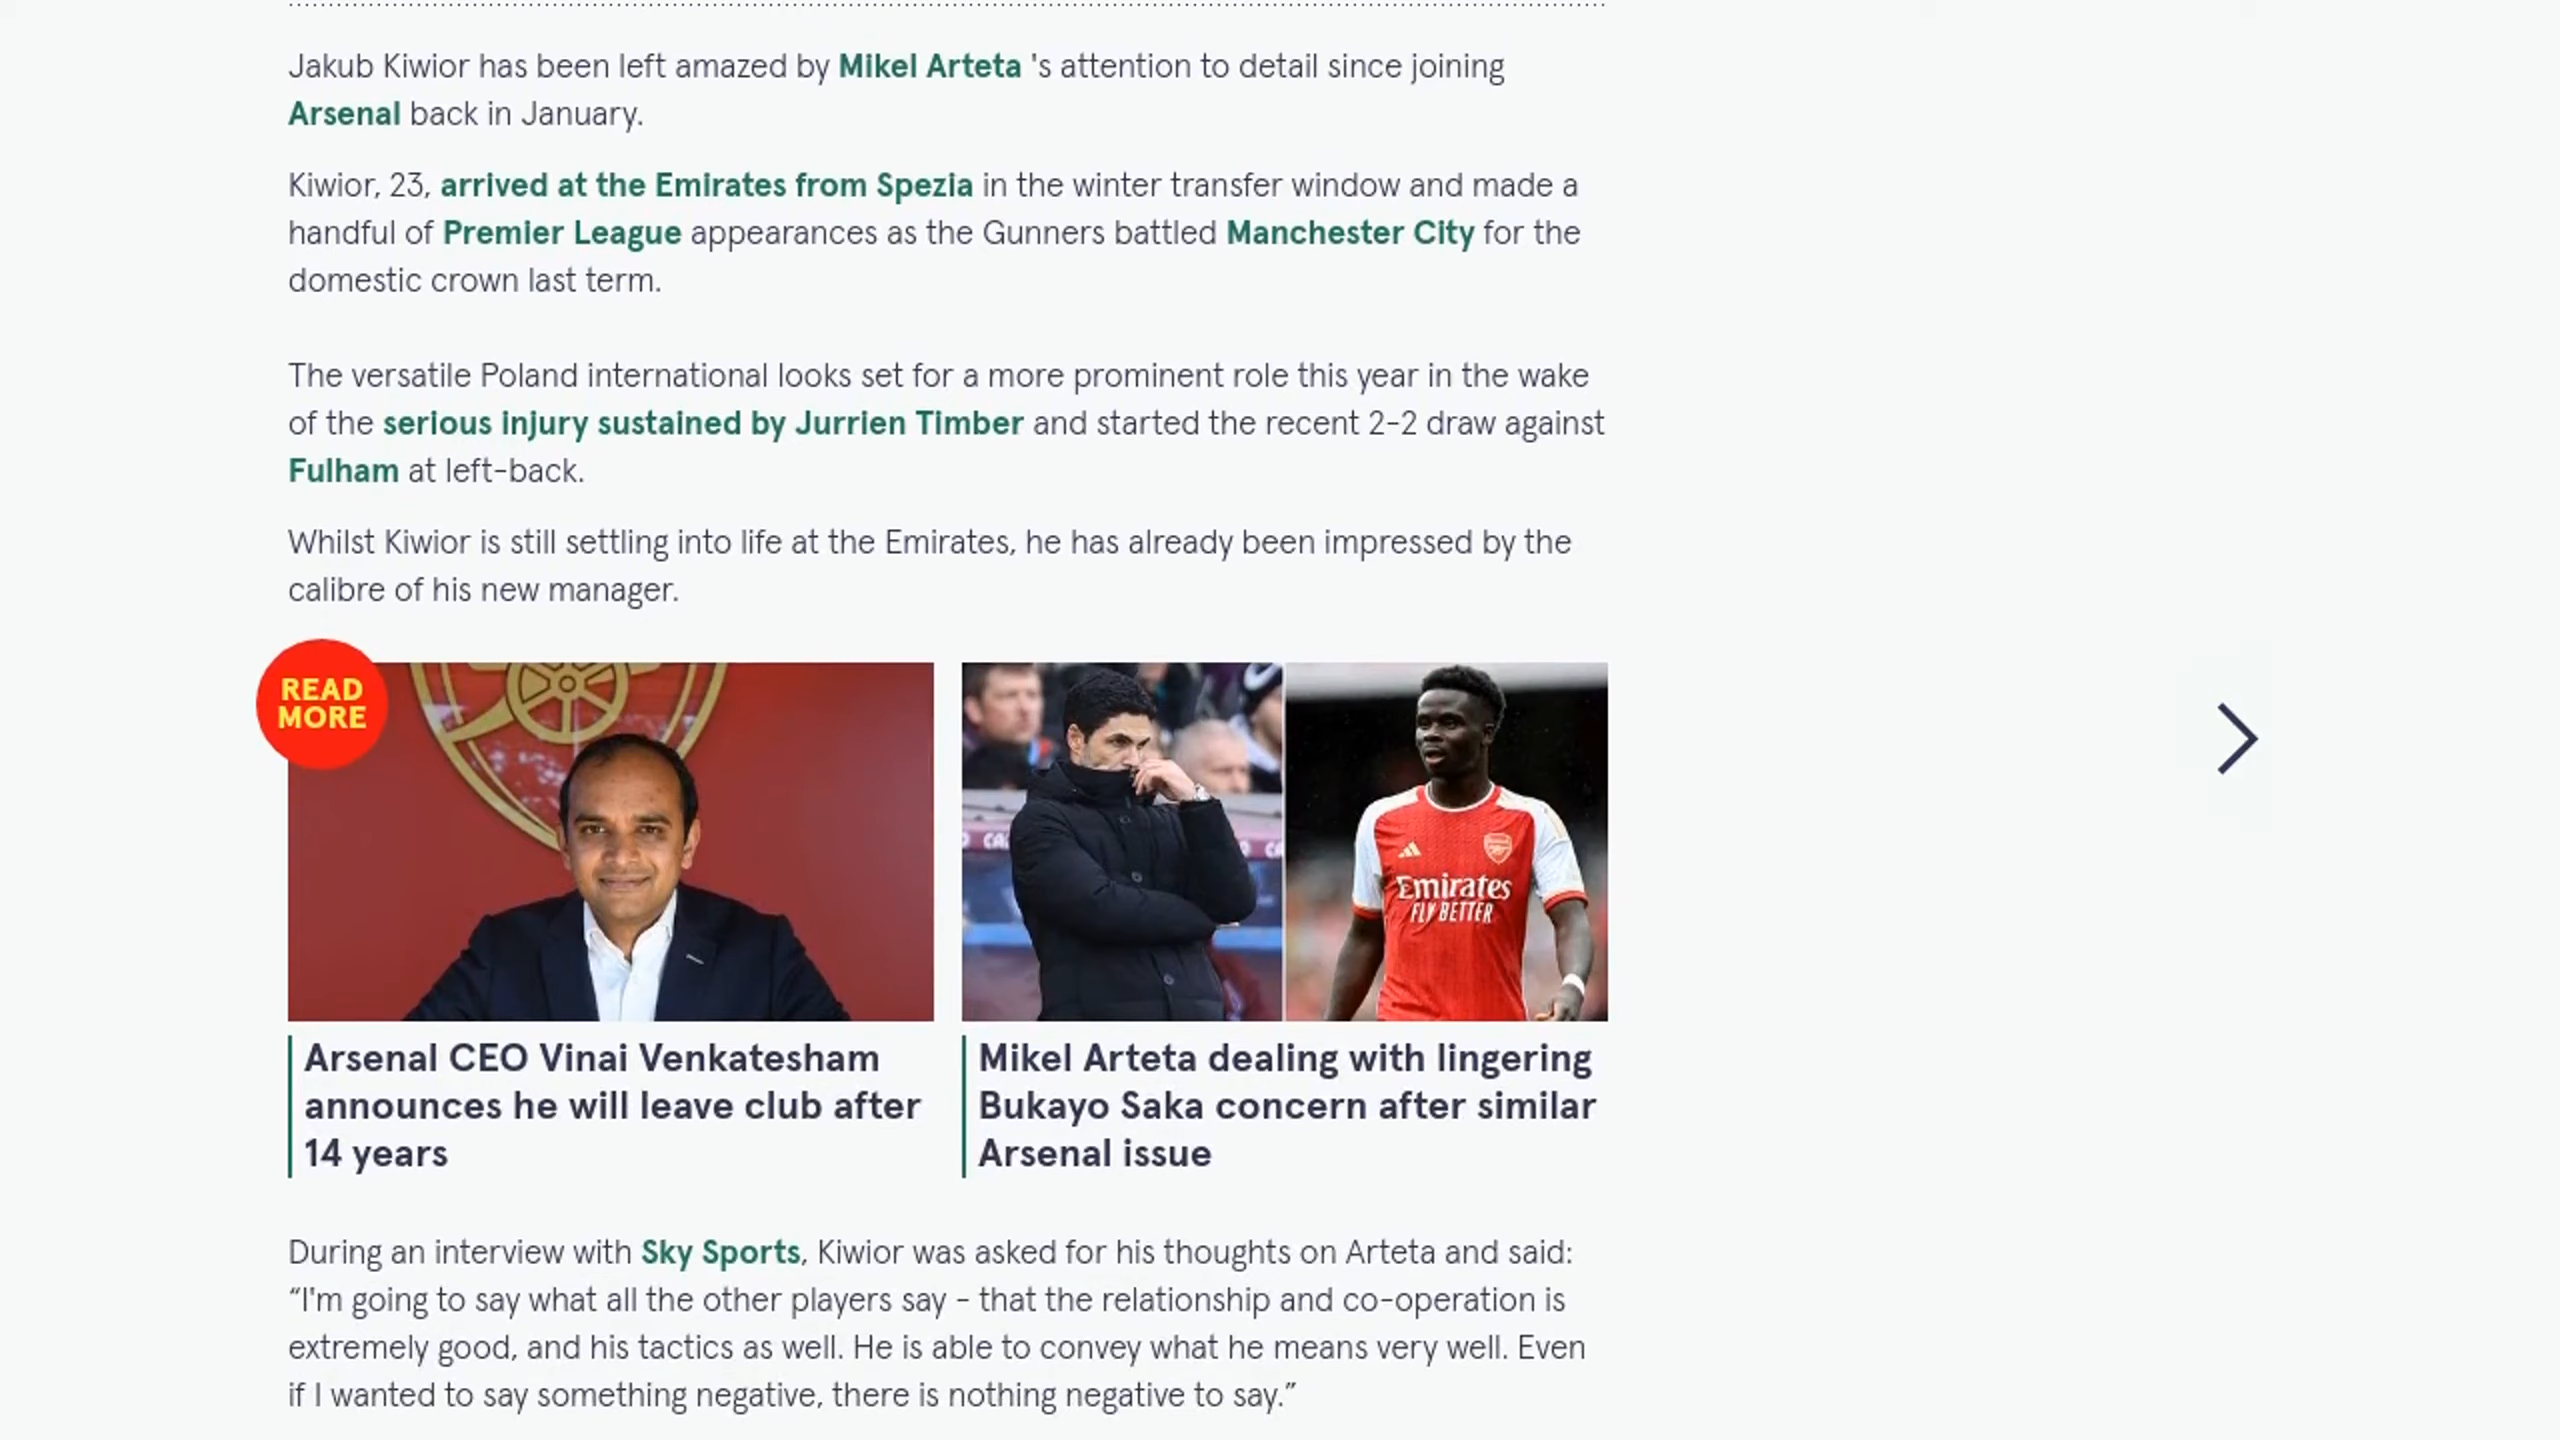 Jakub Kiwior has been left amazed by Mikel Arteta 's attention to detail since joining
Arsenal back in January.
Kiwior, 23, arrived at the Emirates from Spezia in the winter transfer window and made a
handful of Premier League appearances as the Gunners battled Manchester City for the
domestic crown last term.
The versatile Poland international looks set for a more prominent role this year in the wake
of the serious injury sustained by Jurrien Timber and started the recent 2-2 draw against
Fulham at left-back.
Whilst Kiwior is still settling into life at the Emirates, he has already been impressed by the
calibre of his new manager.
READ
MORE
Emirates
FLY BETTER
Arsenal CEO Vinai Venkatesham
announces he will leave club after
14 years
Mikel Arteta dealing with lingering
Bukayo Saka concern after similar
Arsenal issue
During an interview with Sky Sports, Kiwior was asked for his thoughts on Arteta and said:
“I'm going to say what all the other players say - that the relationship and co-operation is
extremely good, and his tactics as well. He is able to convey what he means very well. Even
if I wanted to say something negative, there is nothing negative to say.”